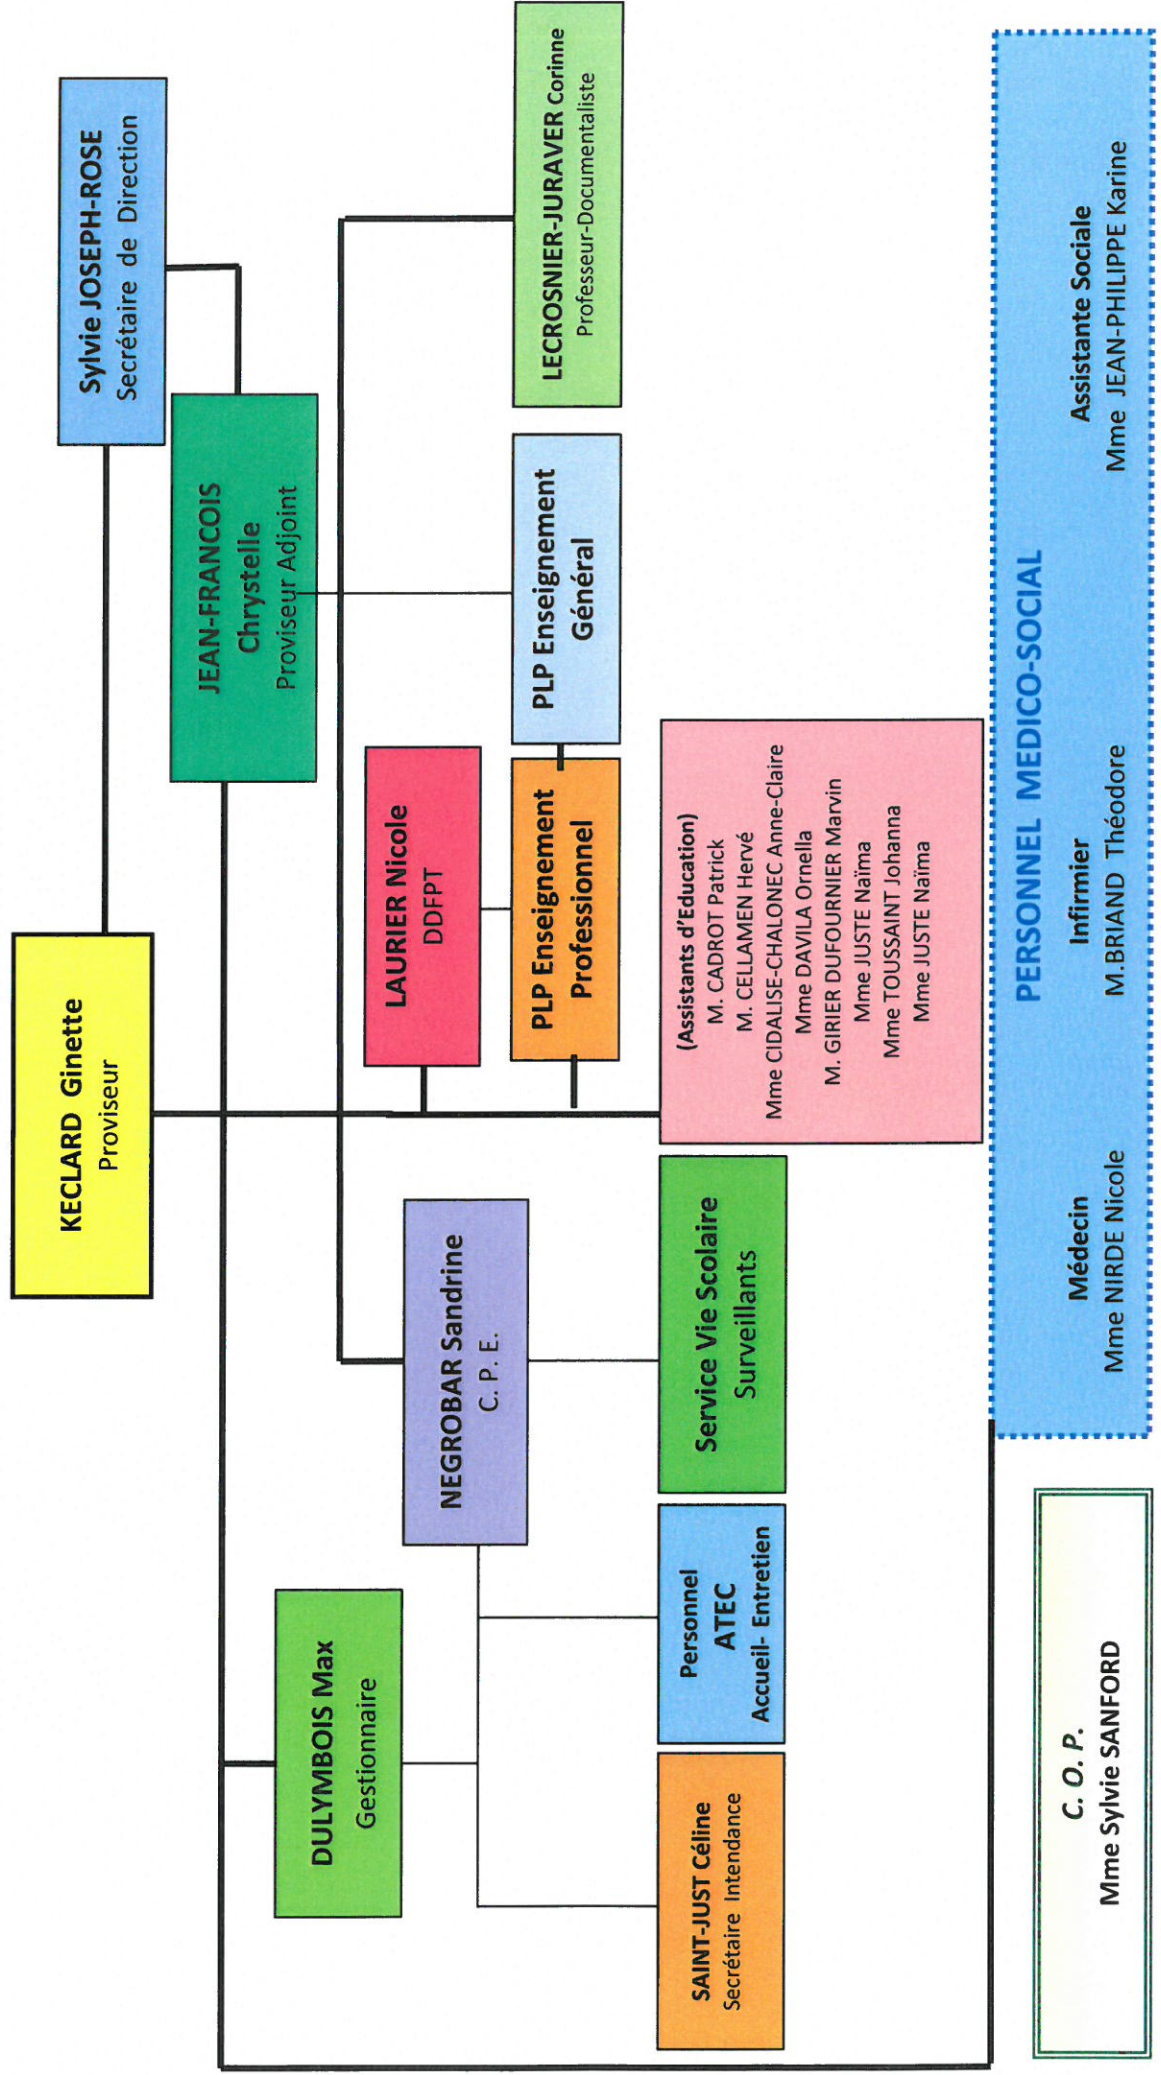 KECLARD Ginette
Proviseur
Sylvie JOSEPH-ROSE
Secrétaire de Direction
JEAN-FRANCOIS
Chrystelle
Proviseur Adjoint
DULYMBOIS Max
Gestionnaire
NEGROBAR Sandrine
C. P. E.
LAURIER Nicole
DDFPT
PLP Enseignement
Professionnel
PLP Enseignement
Général
LECROSNIER-JURAVER Corinne
Professeur-Documentaliste
SAINT-JUST Céline
Secrétaire Intendance
Personnel
ATEC
Accueil- Entretien
Service Vie Scolaire
Surveillants
(Assistants d'Education)
M. CADROT Patrick
M. CELLAMEN Hervé
Mme CIDALISE-CHALONEC Anne-Claire
Mme DAVILA Ornella
M. GIRIER DUFOURNIER Marvin
Mme JUSTE Naïma
Mme TOUSSAINT Johanna
Mme JUSTE Naïma
C. O. P.
Mme Sylvie SANFORD
PERSONNEL MEDICO-SOCIAL
Médecin
Mme NIRDE Nicole
Infirmier
M.BRIAND Théodore
Assistante Sociale
Mme JEAN-PHILIPPE Karine